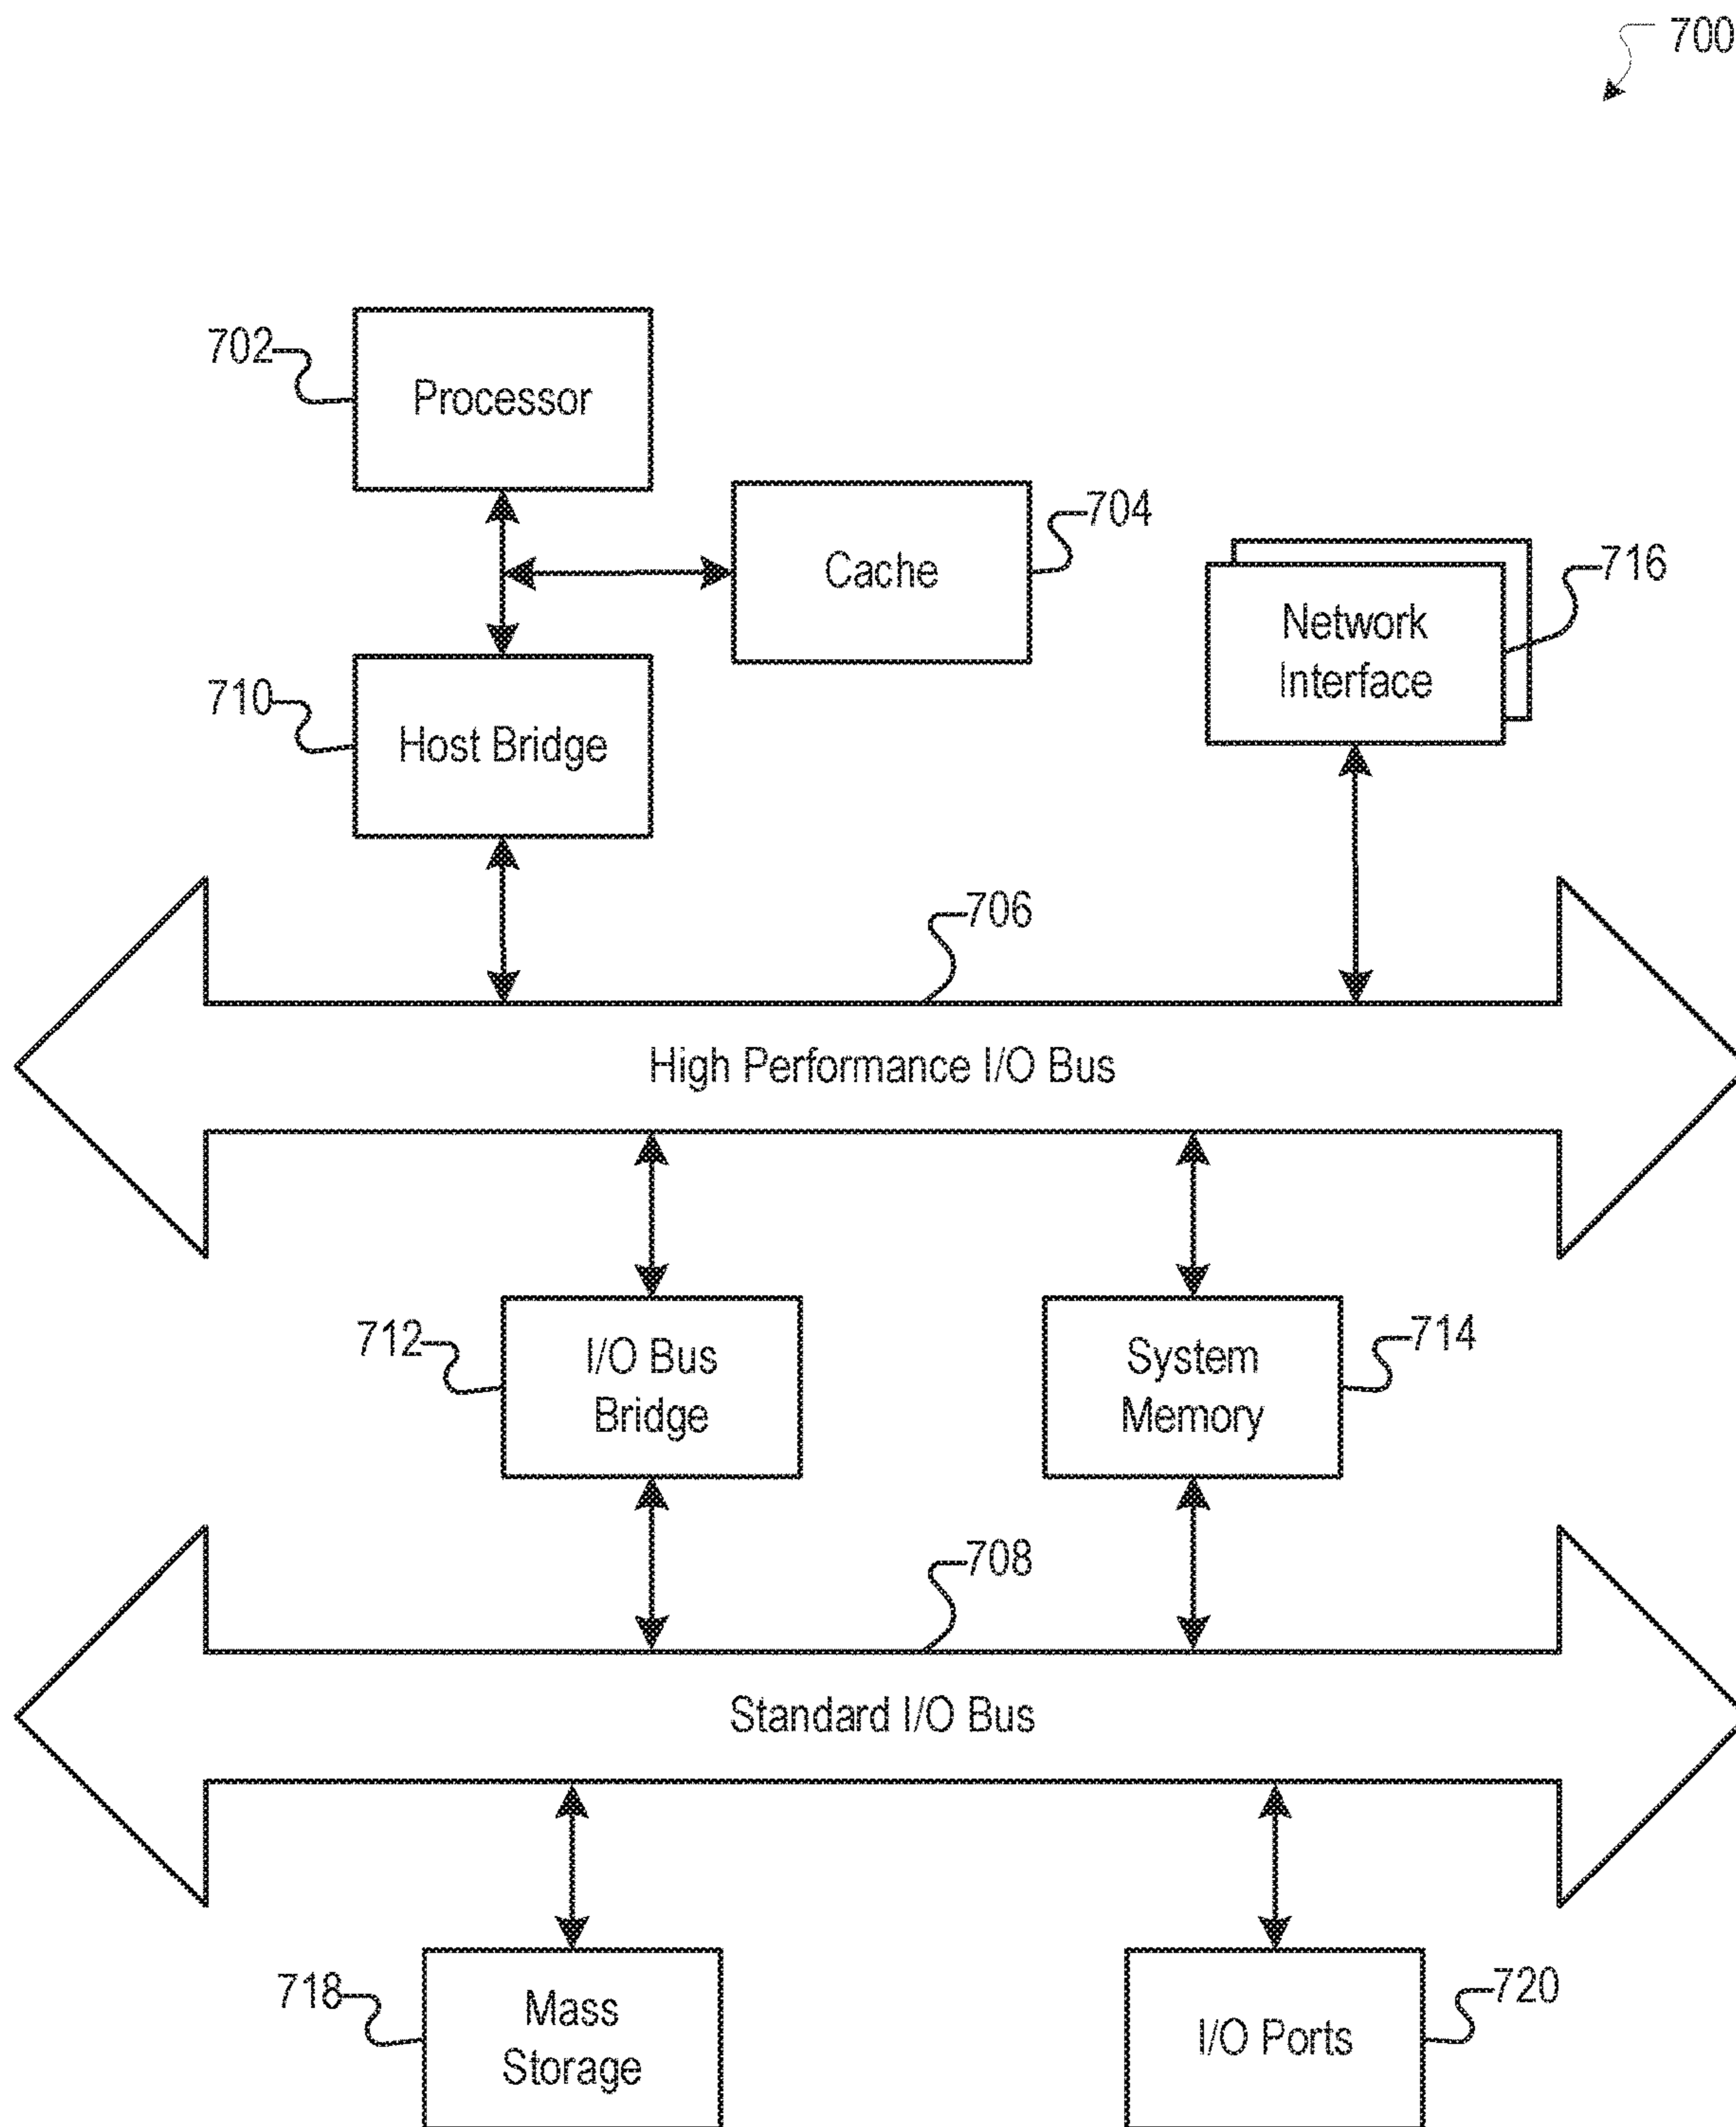 700
702
Processor
704
Cache
716
Network
Interface
710
Host Bridge
706
High Performance I/O Bus
712
I/O Bus
Bridge
714
System
Memory
708
Standard I/O Bus
718
Mass
Storage
720
I/O Ports